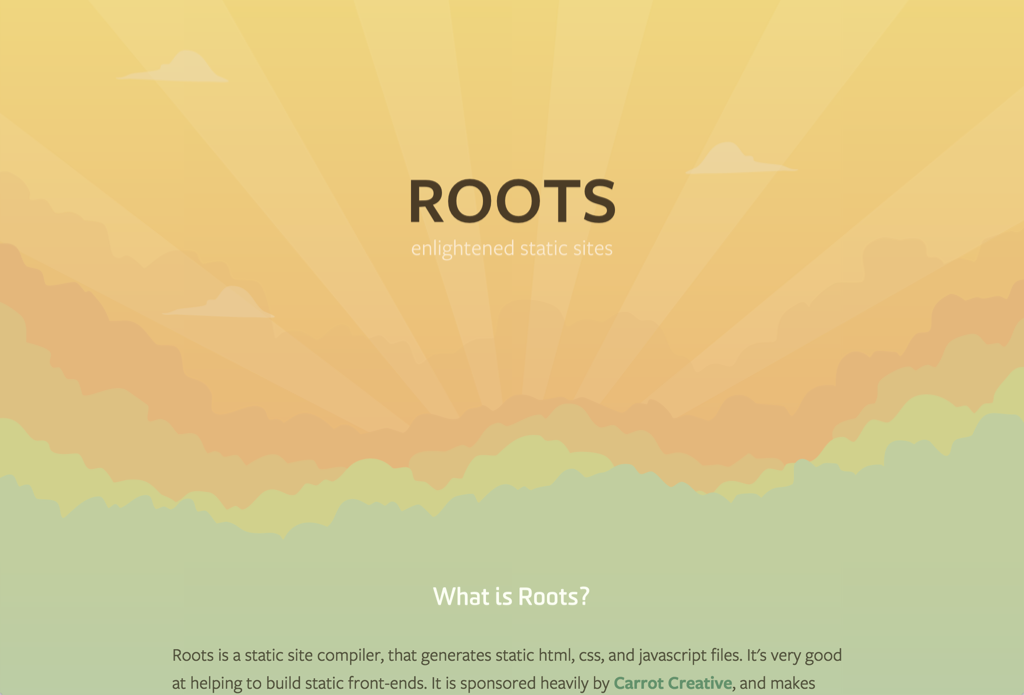 ROOTS
enlightened static sites
What is Roots?
Roots is a static site compiler, that generates static html, css, and javascript files. It's very good
at helping to build static front-ends. It is sponsored heavily by Carrot Creative, and makes